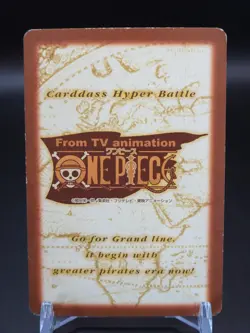 Carddass Hyper Battle
From TV animation
ワンピース
ONE PIECE
Go for Grand line.
it begin with
greater pirates era now!